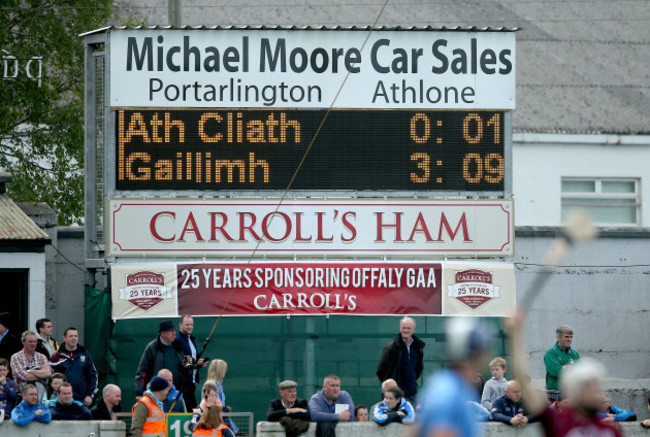 Michael Moore Car Sales
Portarlington Athlone
Ath Cliath 0: 01
Gaillimh 3: 09
CARROLL'S HAM
CARROLL'S
25 YEARS
25 YEARS SPONSORING OFFALY GAA
CARROLL'S
CARROLL'S
25 YEARS
19